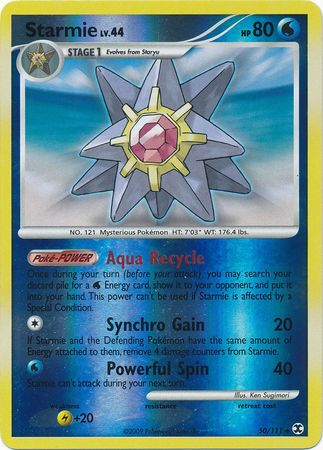 Starmie LV.44
HP 80
STAGE 1 Evolves from Staryu
NO. 121 Mysterious Pokémon HT: 7'03" WT: 176.4 lbs.
Poké-POWER Aqua Recycle
Once during your turn (before your attack), you may search your
discard pile for a Energy card, show it to your opponent, and put it
into your hand. This power can't be used if Starmie is affected by a
Special Condition.
Synchro Gain 20
If Starmie and the Defending Pokémon have the same amount of
Energy attached to them, remove 4 damage counters from Starmie.
Powerful Spin 40
Starmie can't attack during your next turn.
Illus. Ken Sugimori
weakness resistance retreat cost
+20
50/111
©2009 Pokémon